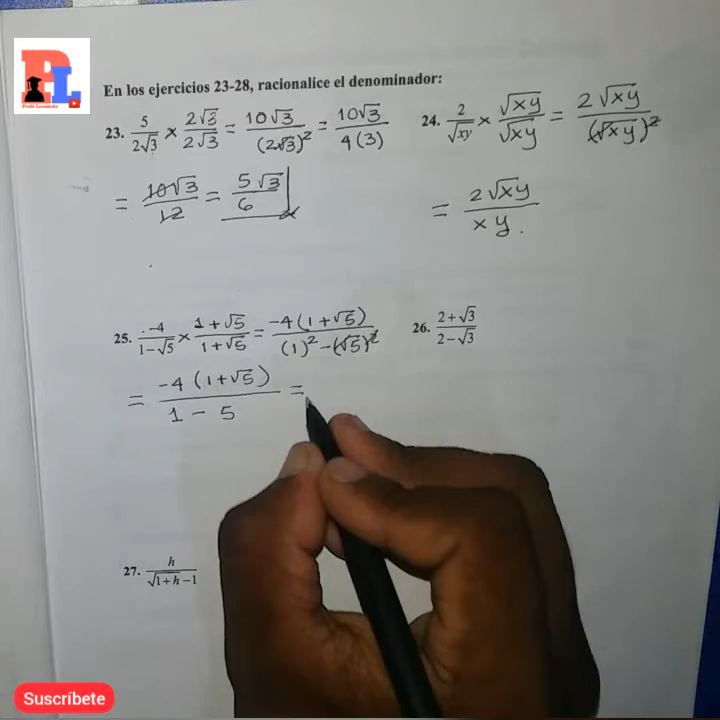 PL
En los ejercicios 23-28, racionalice el denominador:
23. 5/(2√3) × (2√3)/(2√3) = (10√3)/(2√3)² = (10√3)/(4(3))
= (10√3)/12 = (5√3)/6
24. 2/√xy × √xy/√xy = (2√xy)/(√xy)²
= (2√xy)/(xy).
25. -4/(1-√5) × (1+√5)/(1+√5) = (-4(1+√5))/((1)²-(√5)²)
= (-4(1+√5))/(1-5) =
26. (2+√3)/(2-√3)
27. h/(√1+h -1)
Suscríbete